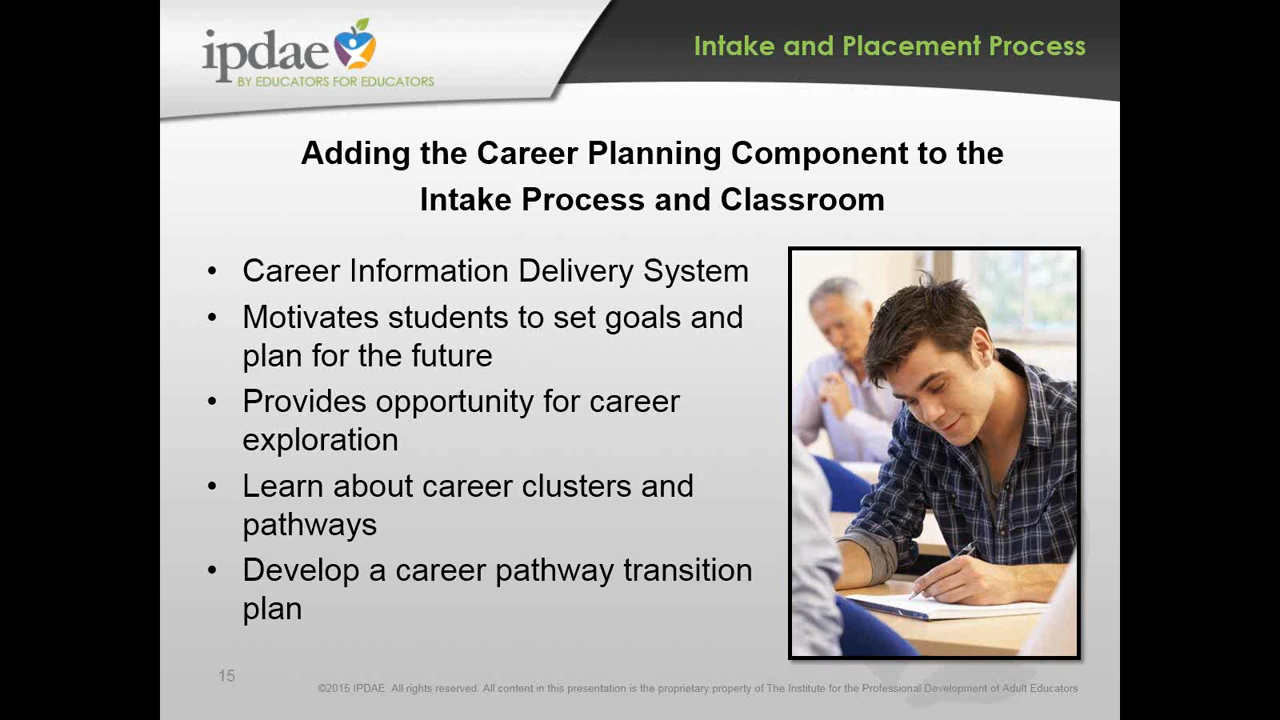 ipdae
BY EDUCATORS FOR EDUCATORS
Intake and Placement Process
Adding the Career Planning Component to the
Intake Process and Classroom
• Career Information Delivery System
• Motivates students to set goals and
plan for the future
• Provides opportunity for career
exploration
• Learn about career clusters and
pathways
• Develop a career pathway transition
plan
15
©2015 IPDAE. All rights reserved. All content in this presentation is the proprietary property of The Institute for the Professional Development of Adult Educators